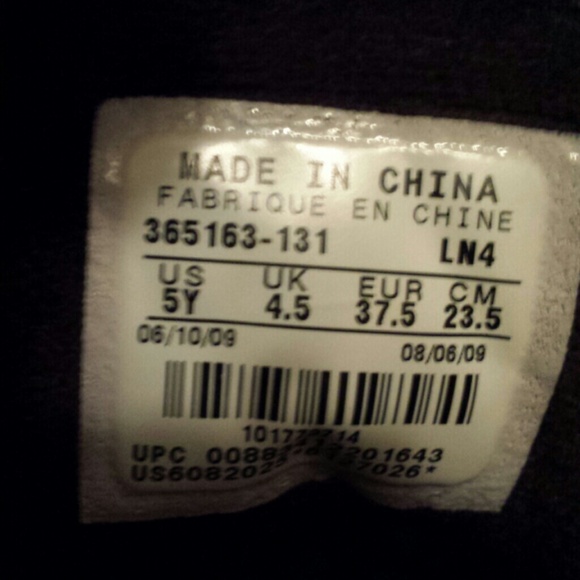 MADE IN CHINA
FABRIQUE EN CHINE
365163-131 LN4
US UK EUR CM
5Y 4.5 37.5 23.5
06/10/09 08/06/09
UPC